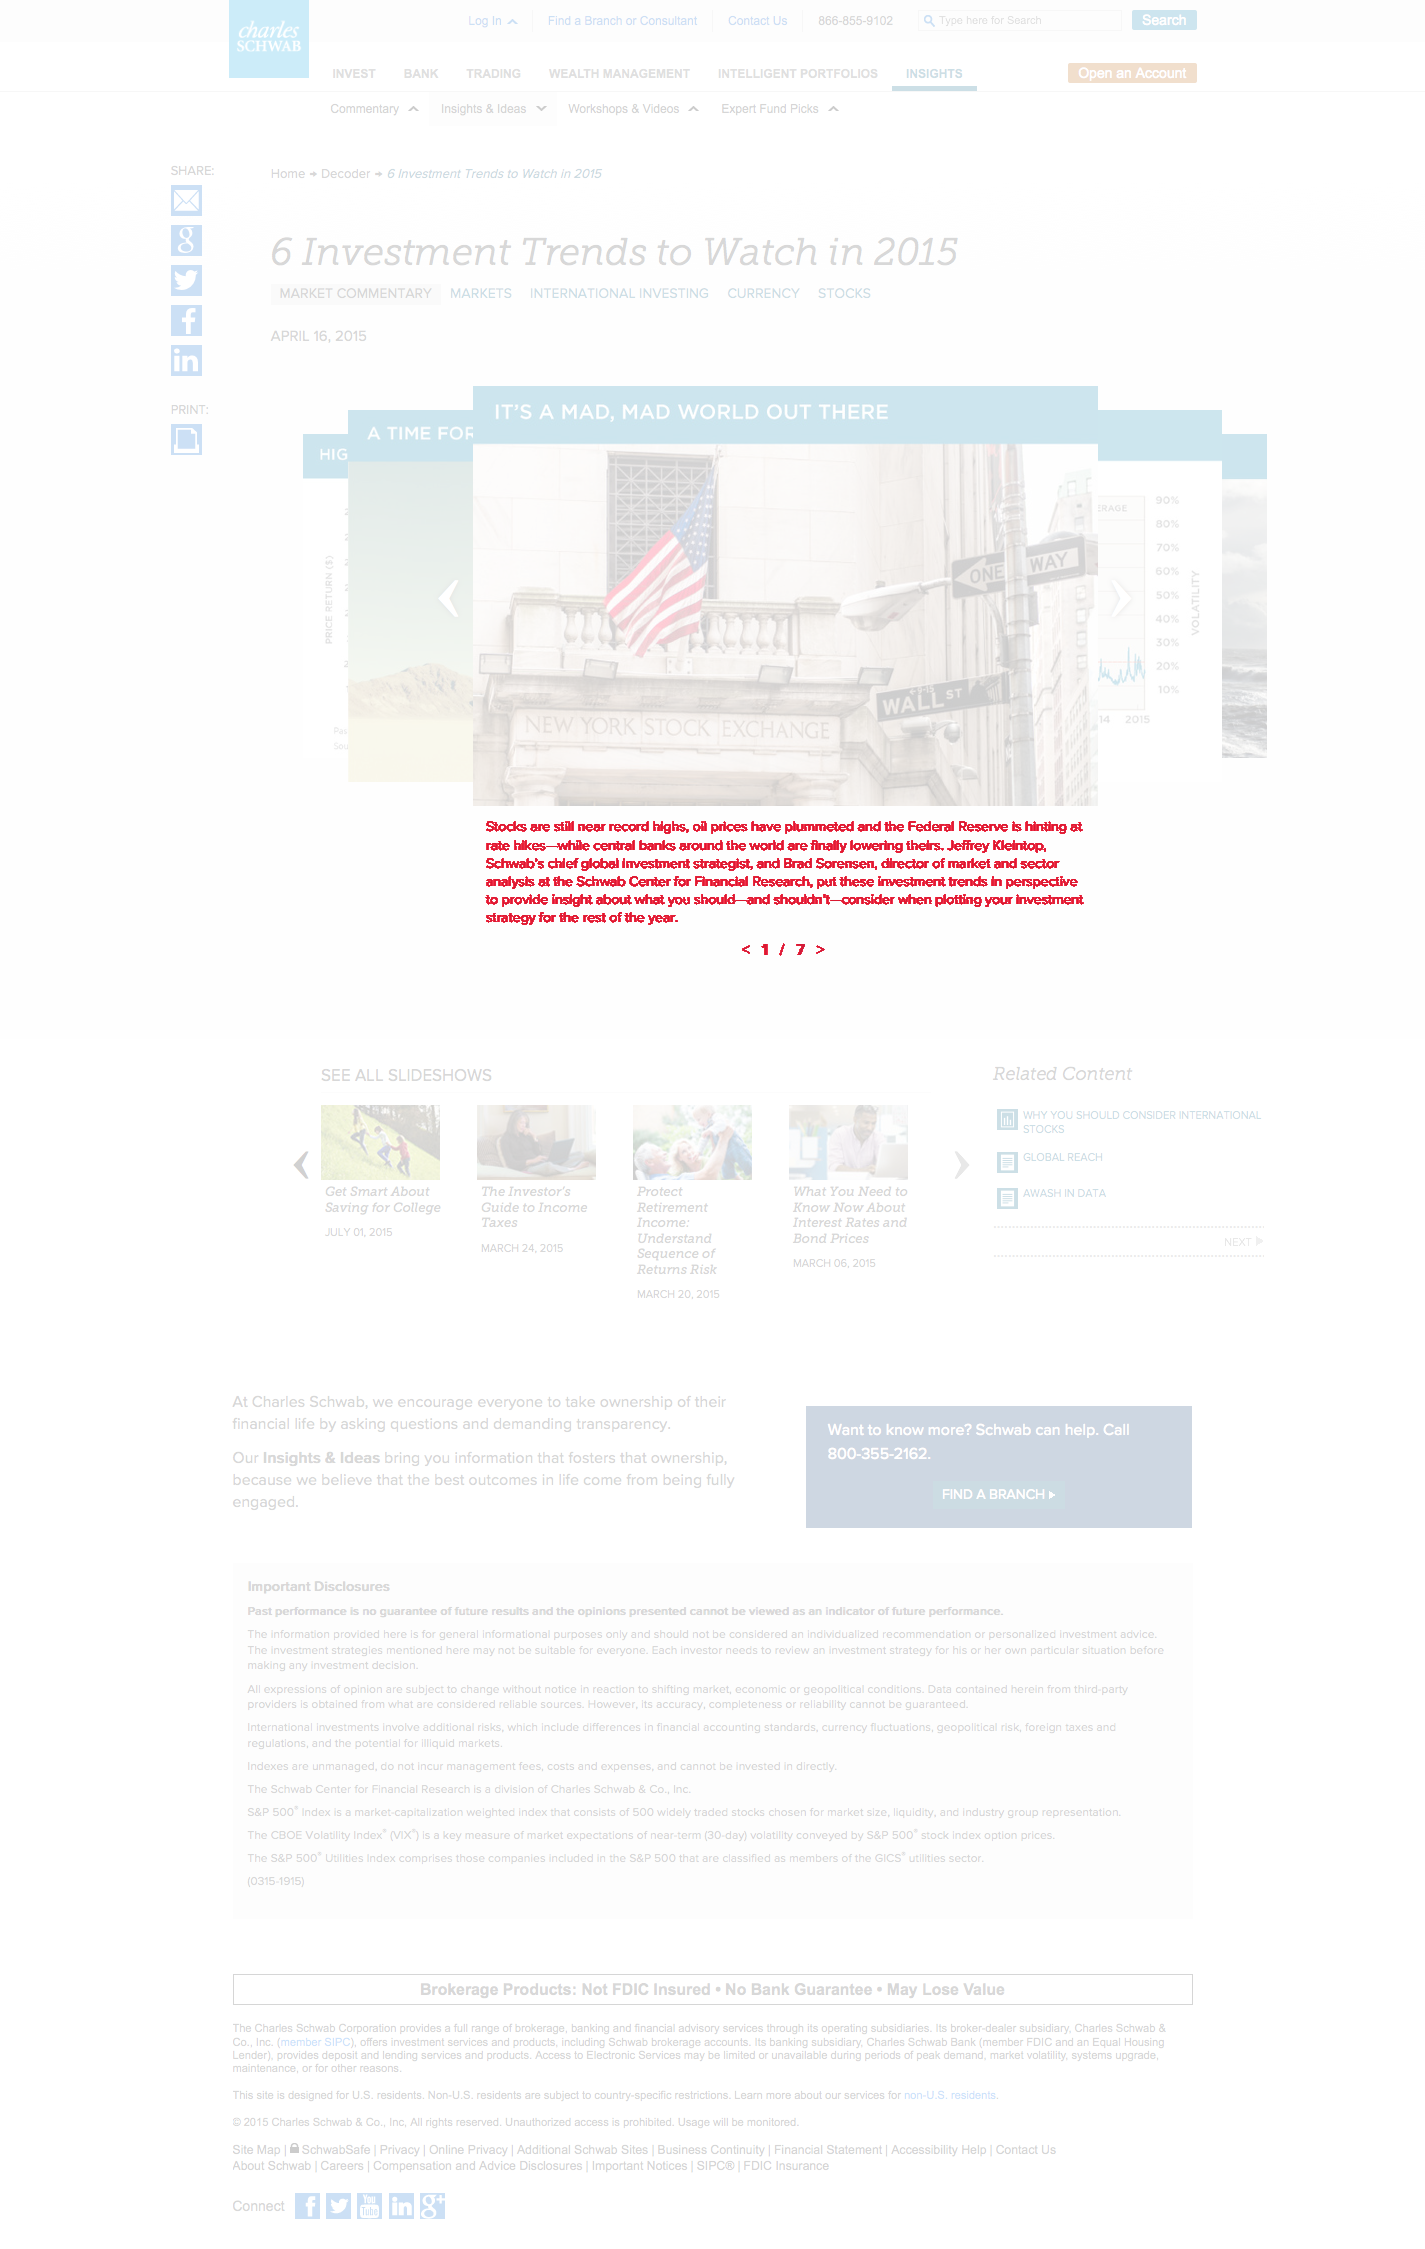 charles
SCHWAB
Log In
Find a Branch or Consultant
Contact Us
866-855-9102
Type here for Search
Search
INVEST
BANK
TRADING
WEALTH MANAGEMENT
INTELLIGENT PORTFOLIOS
INSIGHTS
Open an Account
Commentary
Insights & Ideas
Workshops & Videos
Expert Fund Picks
SHARE:
Home → Decoder → 6 Investment Trends to Watch in 2015
6 Investment Trends to Watch in 2015
MARKET COMMENTARY MARKETS INTERNATIONAL INVESTING CURRENCY STOCKS
APRIL 16, 2015
PRINT:
IT'S A MAD, MAD WORLD OUT THERE
A TIME FOR
HIG
ERAGE
90%
80%
70%
60%
50%
40%
30%
20%
10%
VOLATILITY
14 2015
PRICE RETURN ($)
Pas
Sou
ONE WAY
WALL ST
NEW YORK STOCK EXCHANGE
Stocks are still near record highs, oil prices have plummeted and the Federal Reserve is hinting at
rate hikes—while central banks around the world are finally lowering theirs. Jeffrey Kleintop,
Schwab's chief global investment strategist, and Brad Sorensen, director of market and sector
analysis at the Schwab Center for Financial Research, put these investment trends in perspective
to provide insight about what you should—and shouldn't—consider when plotting your investment
strategy for the rest of the year.
< 1 / 7 >
SEE ALL SLIDESHOWS
Get Smart About
Saving for College
JULY 01, 2015
The Investor's
Guide to Income
Taxes
MARCH 24, 2015
Protect
Retirement
Income:
Understand
Sequence of
Returns Risk
MARCH 20, 2015
What You Need to
Know Now About
Interest Rates and
Bond Prices
MARCH 06, 2015
Related Content
WHY YOU SHOULD CONSIDER INTERNATIONAL
STOCKS
GLOBAL REACH
AWASH IN DATA
NEXT
At Charles Schwab, we encourage everyone to take ownership of their
financial life by asking questions and demanding transparency.
Our Insights & Ideas bring you information that fosters that ownership,
because we believe that the best outcomes in life come from being fully
engaged.
Want to know more? Schwab can help. Call
800-355-2162.
FIND A BRANCH
Important Disclosures
Past performance is no guarantee of future results and the opinions presented cannot be viewed as an indicator of future performance.
The information provided here is for general informational purposes only and should not be considered an individualized recommendation or personalized investment advice.
The investment strategies mentioned here may not be suitable for everyone. Each investor needs to review an investment strategy for his or her own particular situation before
making any investment decision.
All expressions of opinion are subject to change without notice in reaction to shifting market, economic or geopolitical conditions. Data contained herein from third-party
providers is obtained from what are considered reliable sources. However, its accuracy, completeness or reliability cannot be guaranteed.
International investments involve additional risks, which include differences in financial accounting standards, currency fluctuations, geopolitical risk, foreign taxes and
regulations, and the potential for illiquid markets.
Indexes are unmanaged, do not incur management fees, costs and expenses, and cannot be invested in directly.
The Schwab Center for Financial Research is a division of Charles Schwab & Co., Inc.
S&P 500® Index is a market-capitalization weighted index that consists of 500 widely traded stocks chosen for market size, liquidity, and industry group representation.
The CBOE Volatility Index® (VIX®) is a key measure of market expectations of near-term (30-day) volatility conveyed by S&P 500® stock index option prices.
The S&P 500® Utilities Index comprises those companies included in the S&P 500 that are classified as members of the GICS® utilities sector.
(0315-1915)
Brokerage Products: Not FDIC Insured • No Bank Guarantee • May Lose Value
The Charles Schwab Corporation provides a full range of brokerage, banking and financial advisory services through its operating subsidiaries. Its broker-dealer subsidiary, Charles Schwab &
Co., Inc. (member SIPC), offers investment services and products, including Schwab brokerage accounts. Its banking subsidiary, Charles Schwab Bank (member FDIC and an Equal Housing
Lender), provides deposit and lending services and products. Access to Electronic Services may be limited or unavailable during periods of peak demand, market volatility, systems upgrade,
maintenance, or for other reasons.
This site is designed for U.S. residents. Non-U.S. residents are subject to country-specific restrictions. Learn more about our services for non-U.S. residents.
© 2015 Charles Schwab & Co., Inc, All rights reserved. Unauthorized access is prohibited. Usage will be monitored.
Site Map | SchwabSafe | Privacy | Online Privacy | Additional Schwab Sites | Business Continuity | Financial Statement | Accessibility Help | Contact Us
About Schwab | Careers | Compensation and Advice Disclosures | Important Notices | SIPC® | FDIC Insurance
Connect
You
Tube